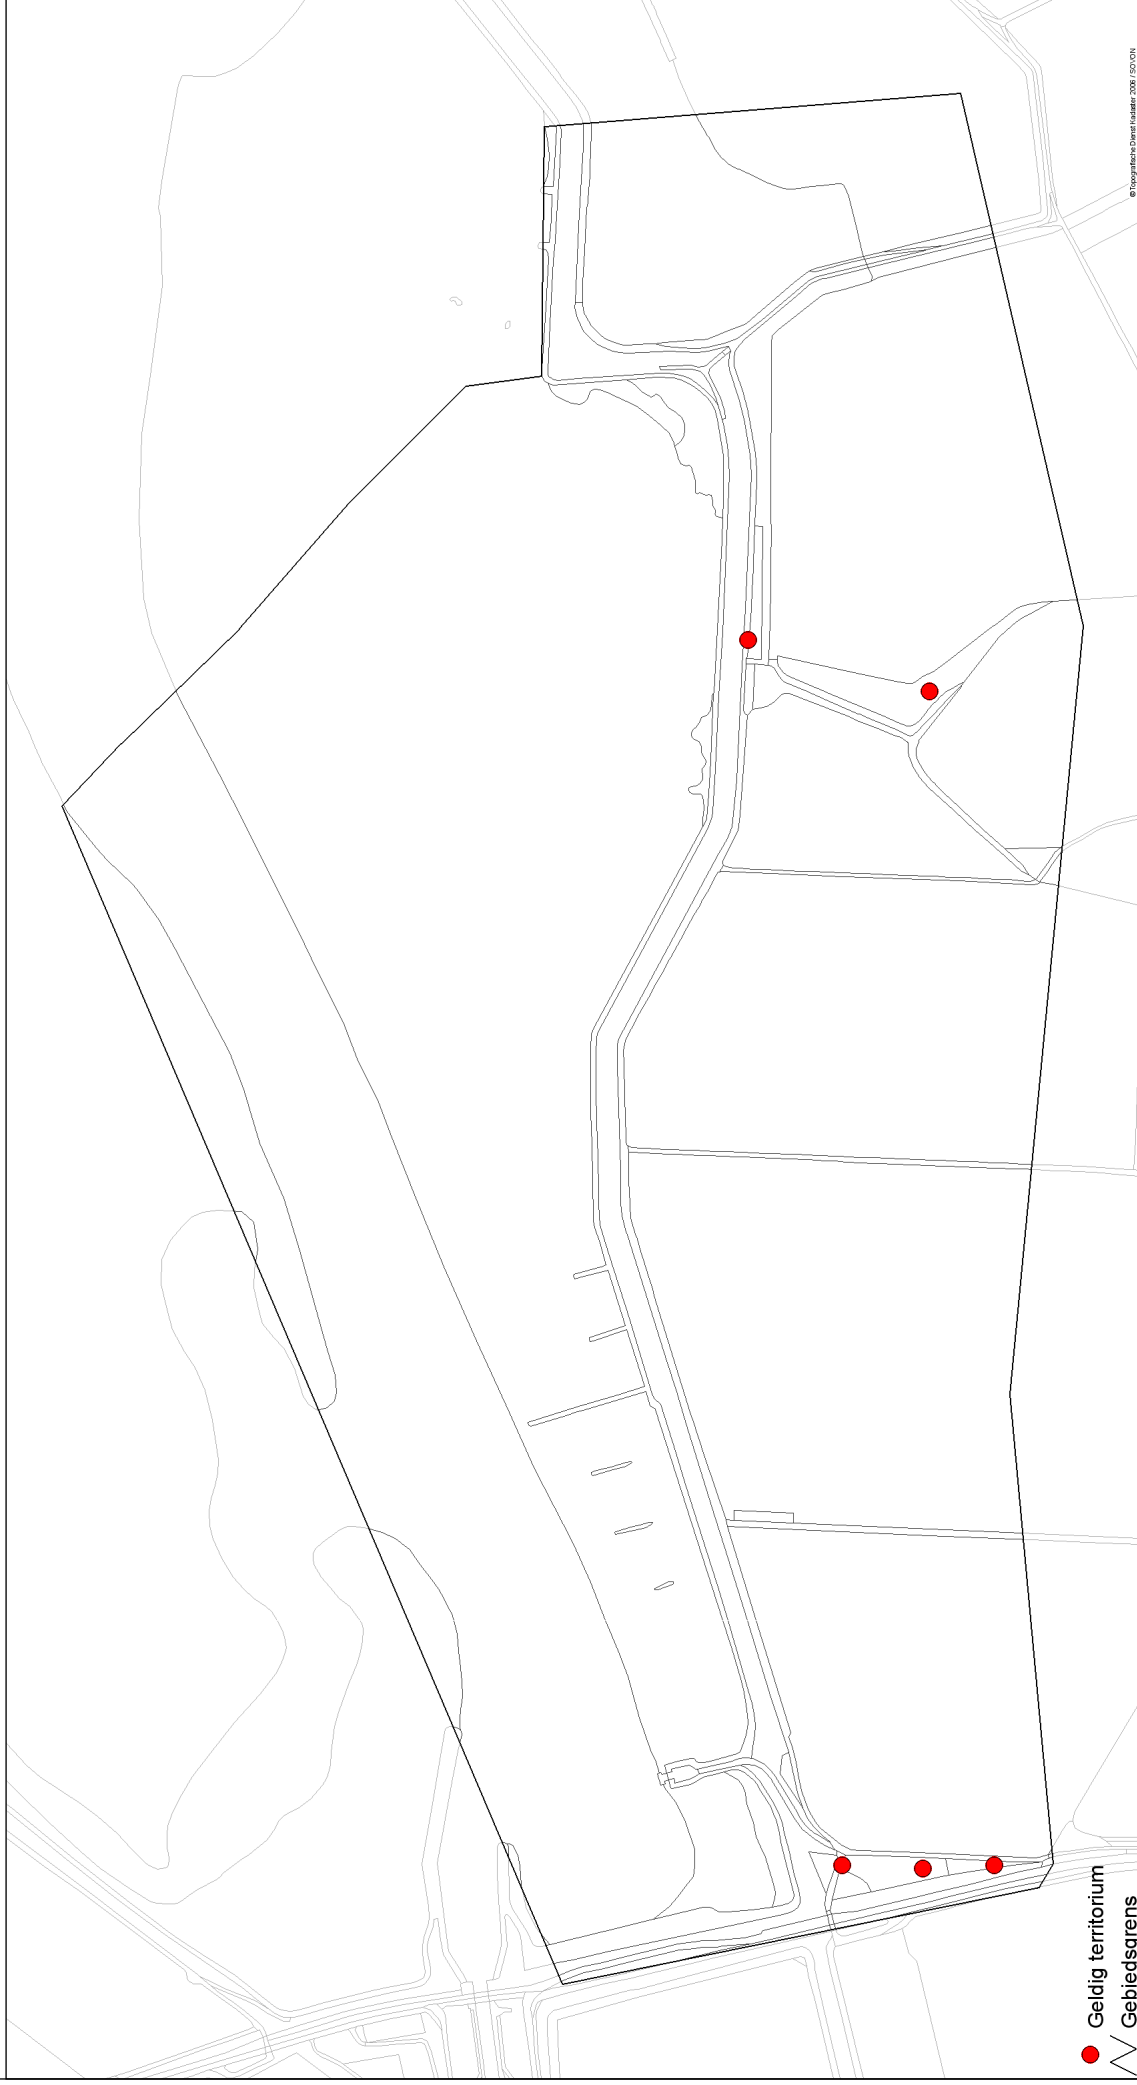 © Topografische Dienst Kadaster 2006 / SOVON
Geldig territorium
Gebiedsgrens